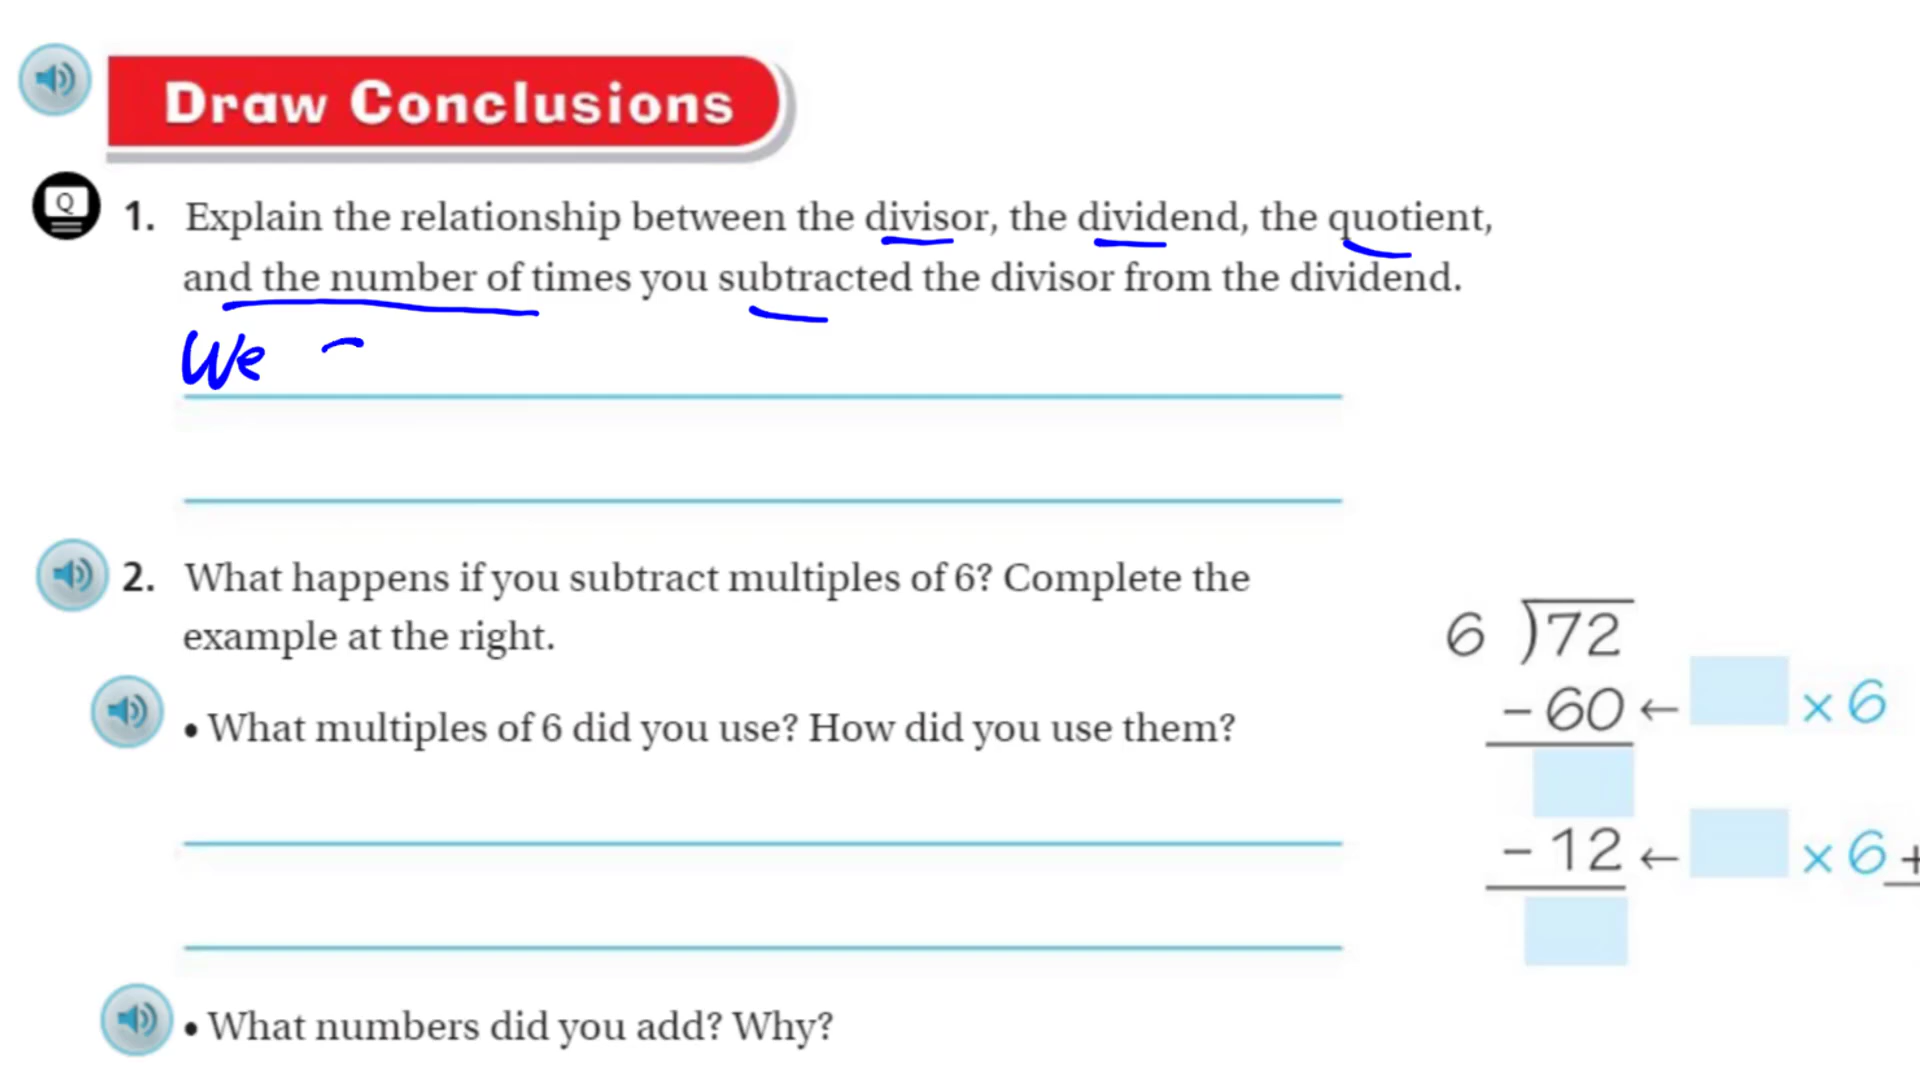 Draw Conclusions
Q
1. Explain the relationship between the divisor, the dividend, the quotient,
and the number of times you subtracted the divisor from the dividend.
We
2. What happens if you subtract multiples of 6? Complete the
example at the right.
6 )72
- 60 ← × 6
- 12 ← × 6 +
• What multiples of 6 did you use? How did you use them?
• What numbers did you add? Why?